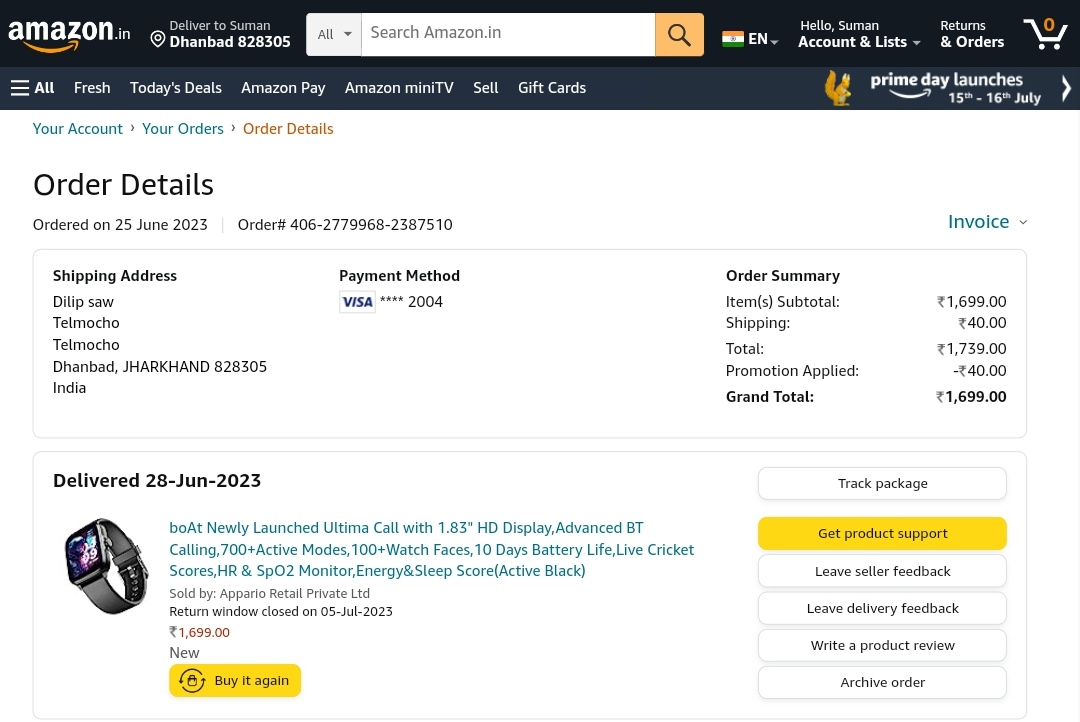 amazon.in
Deliver to Suman
Dhanbad 828305
All
Search Amazon.in
EN
Hello, Suman
Account & Lists
Returns
& Orders
0
All Fresh Today's Deals Amazon Pay Amazon miniTV Sell Gift Cards
prime day launches
15th - 16th July
Your Account › Your Orders › Order Details
Order Details
Ordered on 25 June 2023 Order# 406-2779968-2387510
Invoice
Shipping Address
Dilip saw
Telmocho
Telmocho
Dhanbad, JHARKHAND 828305
India
Payment Method
VISA **** 2004
Order Summary
Item(s) Subtotal: ₹1,699.00
Shipping: ₹40.00
Total: ₹1,739.00
Promotion Applied: -₹40.00
Grand Total: ₹1,699.00
Delivered 28-Jun-2023
boAt Newly Launched Ultima Call with 1.83" HD Display,Advanced BT
Calling,700+Active Modes,100+Watch Faces,10 Days Battery Life,Live Cricket
Scores,HR & SpO2 Monitor,Energy&Sleep Score(Active Black)
Sold by: Appario Retail Private Ltd
Return window closed on 05-Jul-2023
₹1,699.00
New
Buy it again
Track package
Get product support
Leave seller feedback
Leave delivery feedback
Write a product review
Archive order